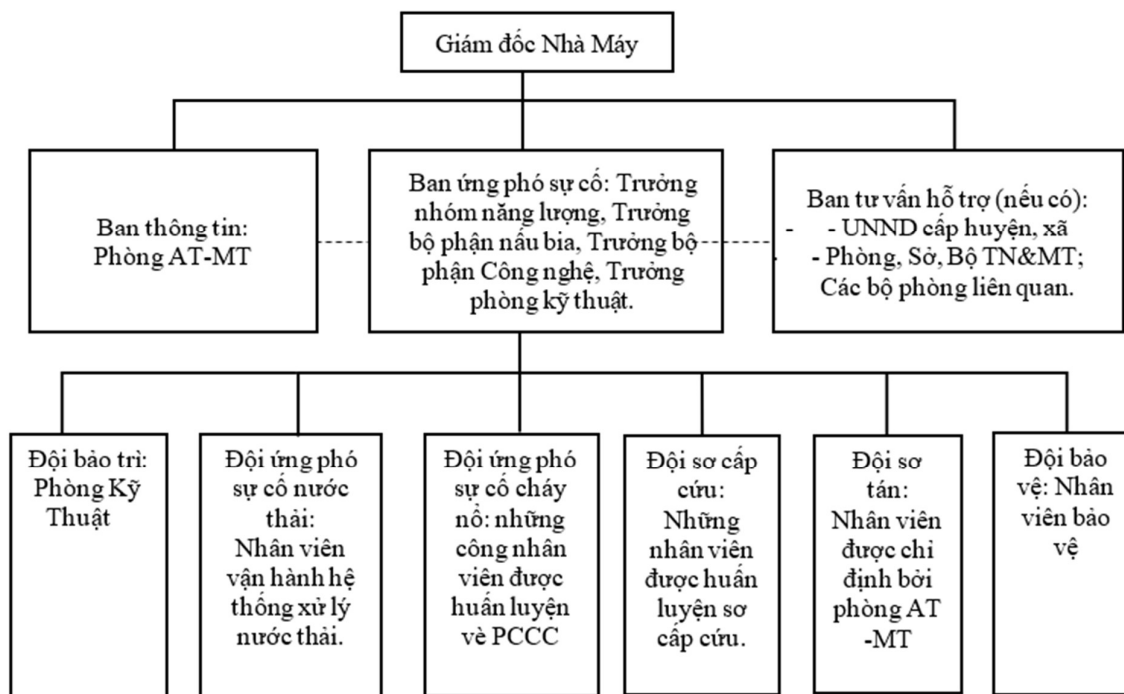 Giám đốc Nhà Máy
Ban thông tin:
Phòng AT-MT
Ban ứng phó sự cố: Trưởng
nhóm năng lượng, Trưởng
bộ phận nấu bia, Trưởng bộ
phận Công nghệ, Trưởng
phòng kỹ thuật.
Ban tư vấn hỗ trợ (nếu có):
- - UNND cấp huyện, xã
- - Phòng, Sở, Bộ TN&MT;
Các bộ phòng liên quan.
Đội bảo trì:
Phòng Kỹ
Thuật
Đội ứng phó
sự cố nước
thải:
Nhân viên
vận hành hệ
thống xử lý
nước thải.
Đội ứng phó
sự cố cháy
nổ: những
công nhân
viên được
huấn luyện
vè PCCC
Đội sơ cấp
cứu:
Những
nhân viên
được huấn
luyện sơ
cấp cứu.
Đội sơ
tán:
Nhân viên
được chỉ
định bởi
phòng AT
-MT
Đội bảo
vệ: Nhân
viên bảo
vệ